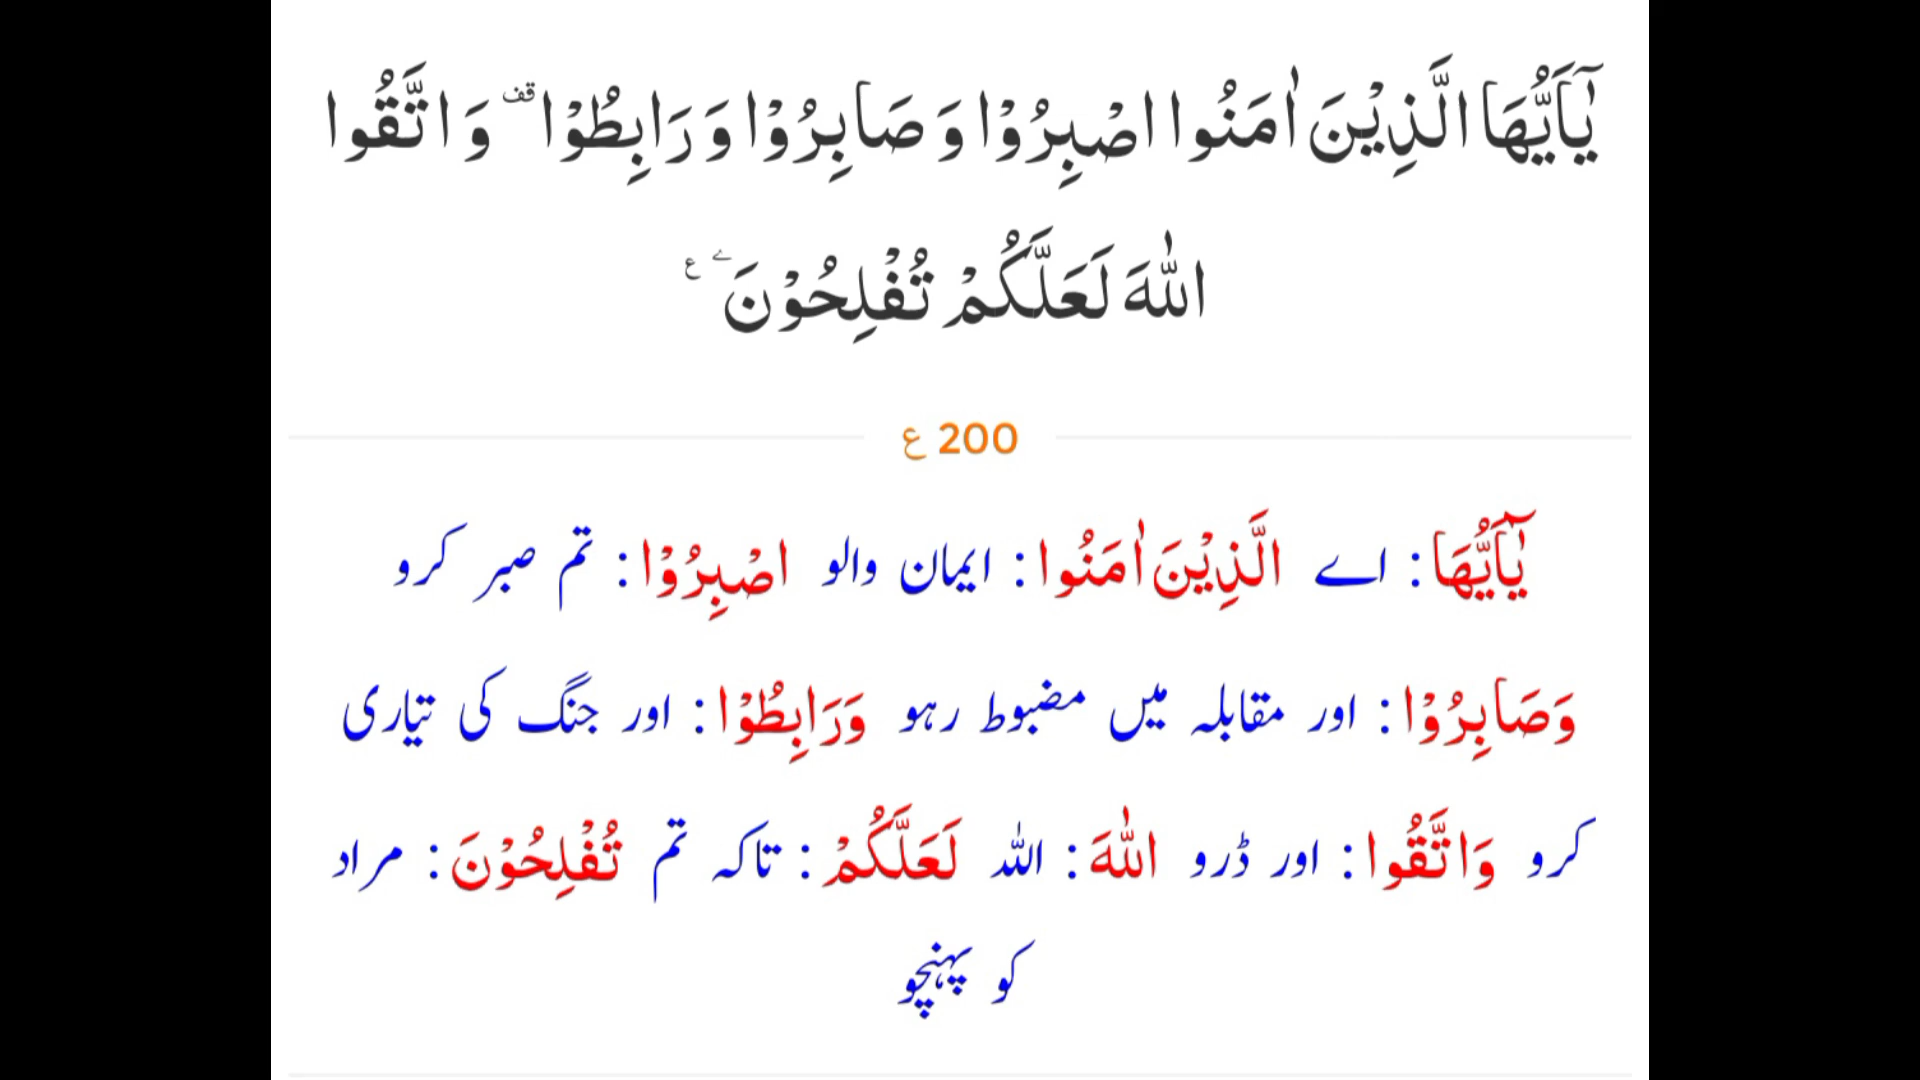 يٰۤاَيُّهَا الَّذِيْنَ اٰمَنُوا اصْبِرُوْا وَ صَابِرُوْا وَ رَابِطُوْا قف وَ اتَّقُوا
اللّٰهَ لَعَلَّكُمْ تُفْلِحُوْنَ ے ع
200 ع
يٰۤاَيُّهَا : اے الَّذِيْنَ اٰمَنُوا : ایمان والو اصْبِرُوْا : تم صبر کرو
وَصَابِرُوْا : اور مقابلہ میں مضبوط رہو وَرَابِطُوْا : اور جنگ کی تیاری
کرو وَاتَّقُوا : اور ڈرو اللّٰهَ : اللہ لَعَلَّكُمْ : تاکہ تم تُفْلِحُوْنَ : مراد
کو پہنچو